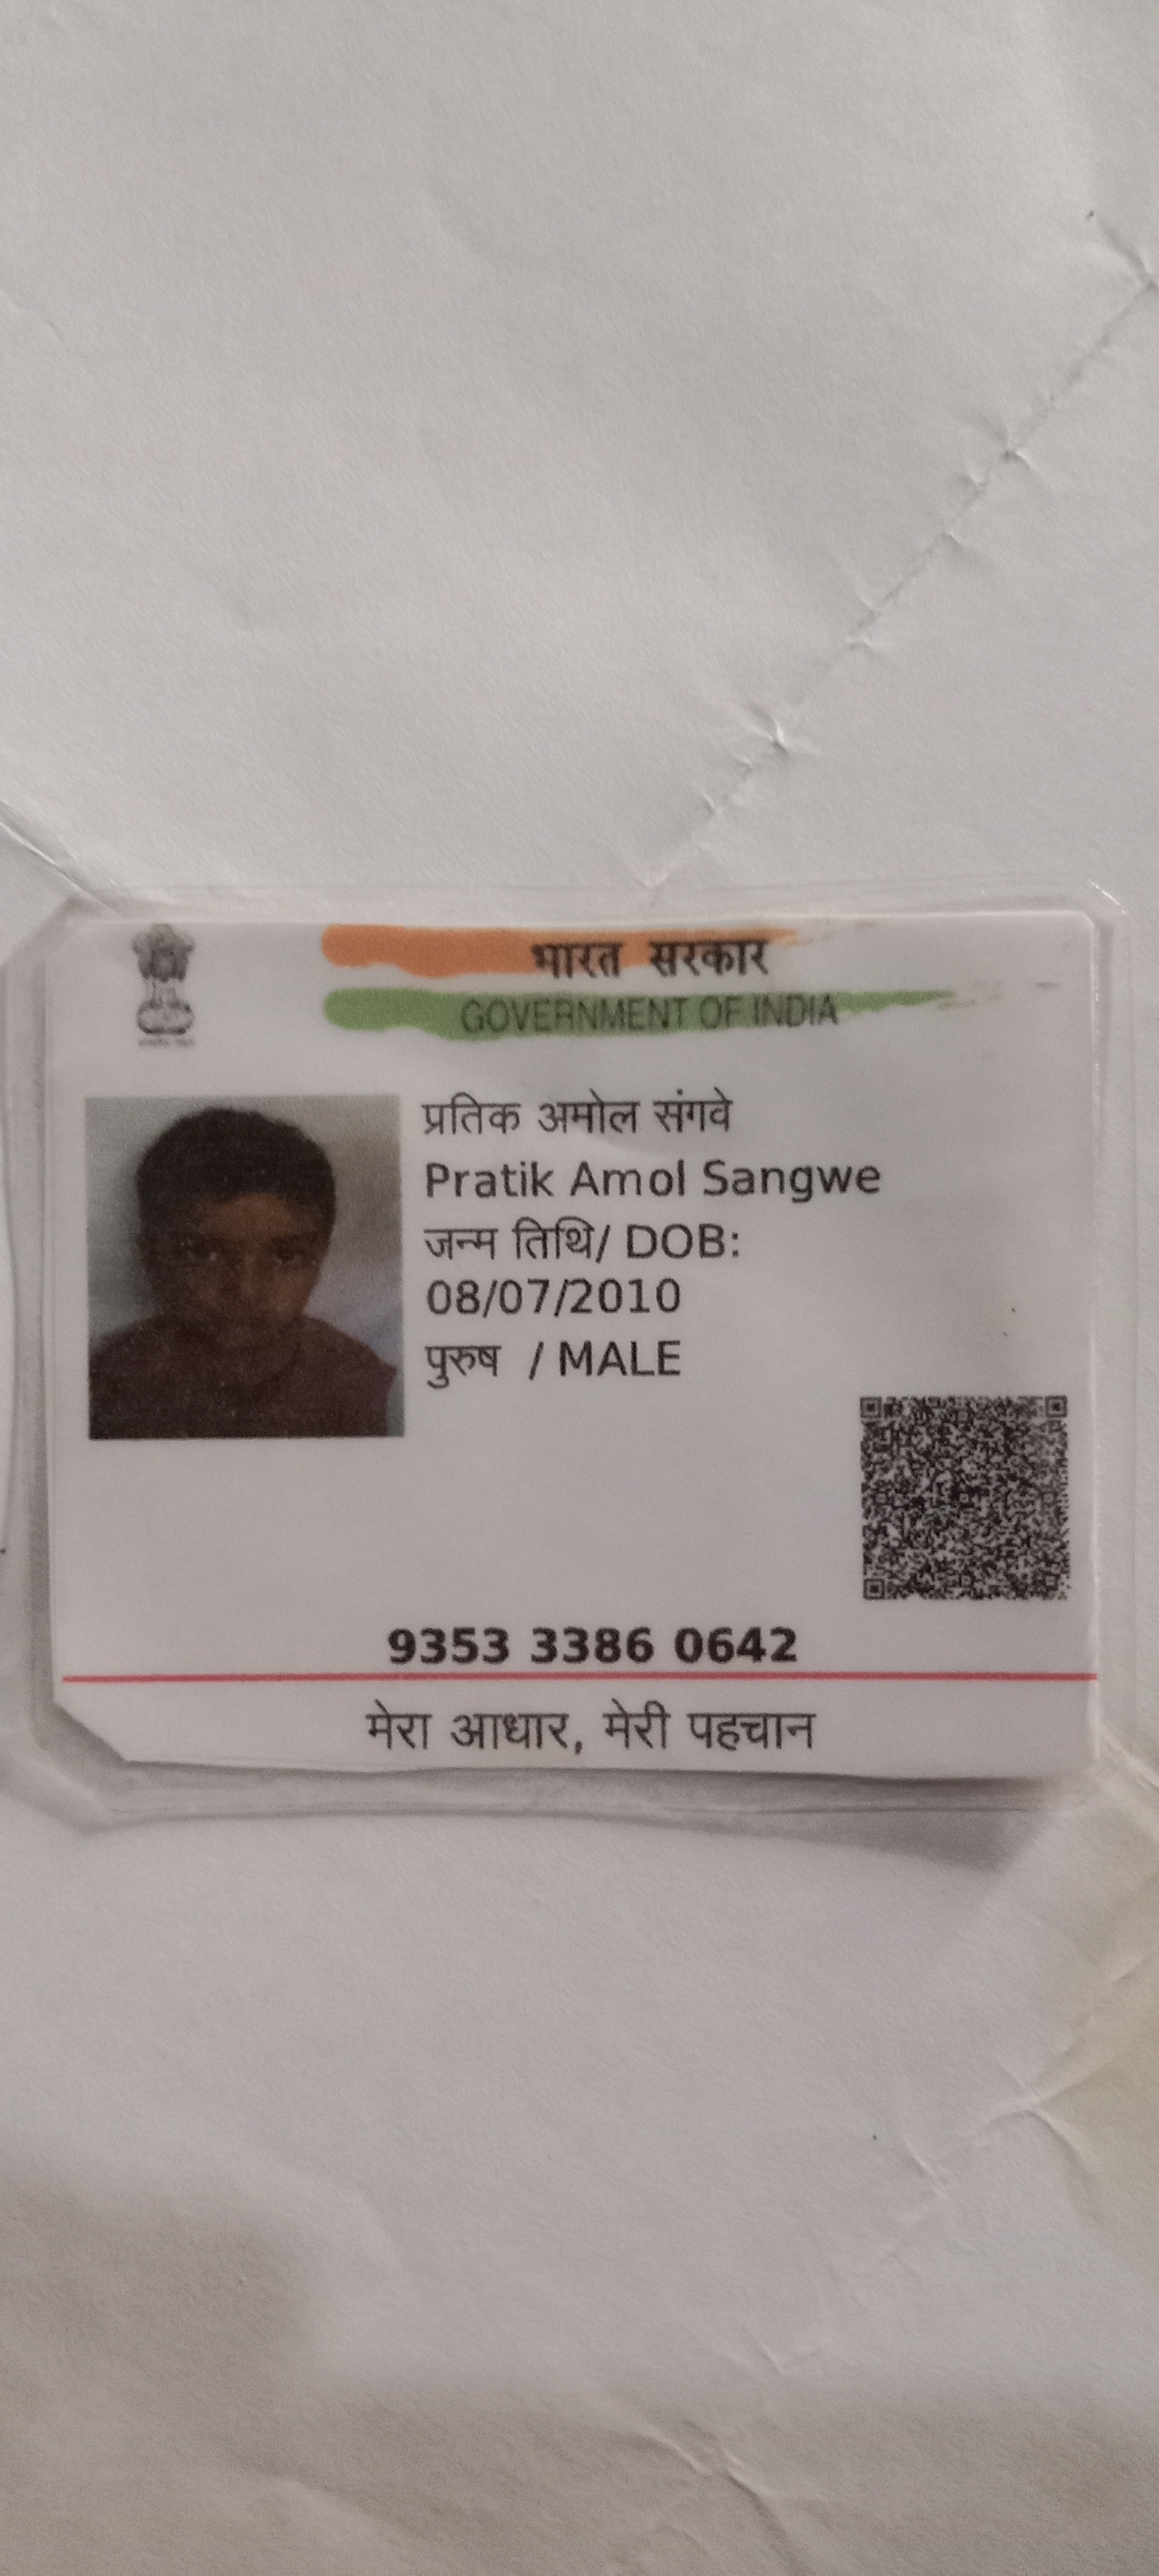 भारत सरकार
GOVERNMENT OF INDIA
प्रतिक अमोल संगवे
Pratik Amol Sangwe
जन्म तिथि/ DOB:
08/07/2010
पुरुष / MALE
9353 3386 0642
मेरा आधार, मेरी पहचान